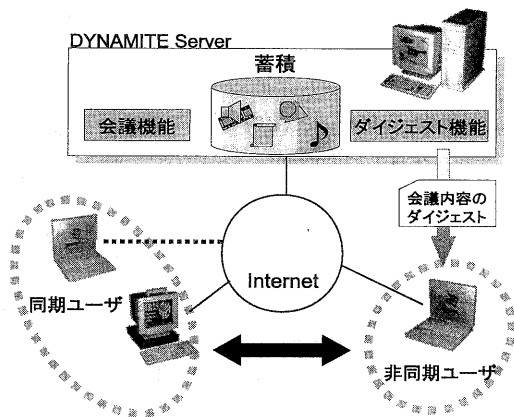 DYNAMITE Server
蓄積
会議機能
ダイジェスト機能
会議内容の
ダイジェスト
Internet
同期ユーザ
非同期ユーザ